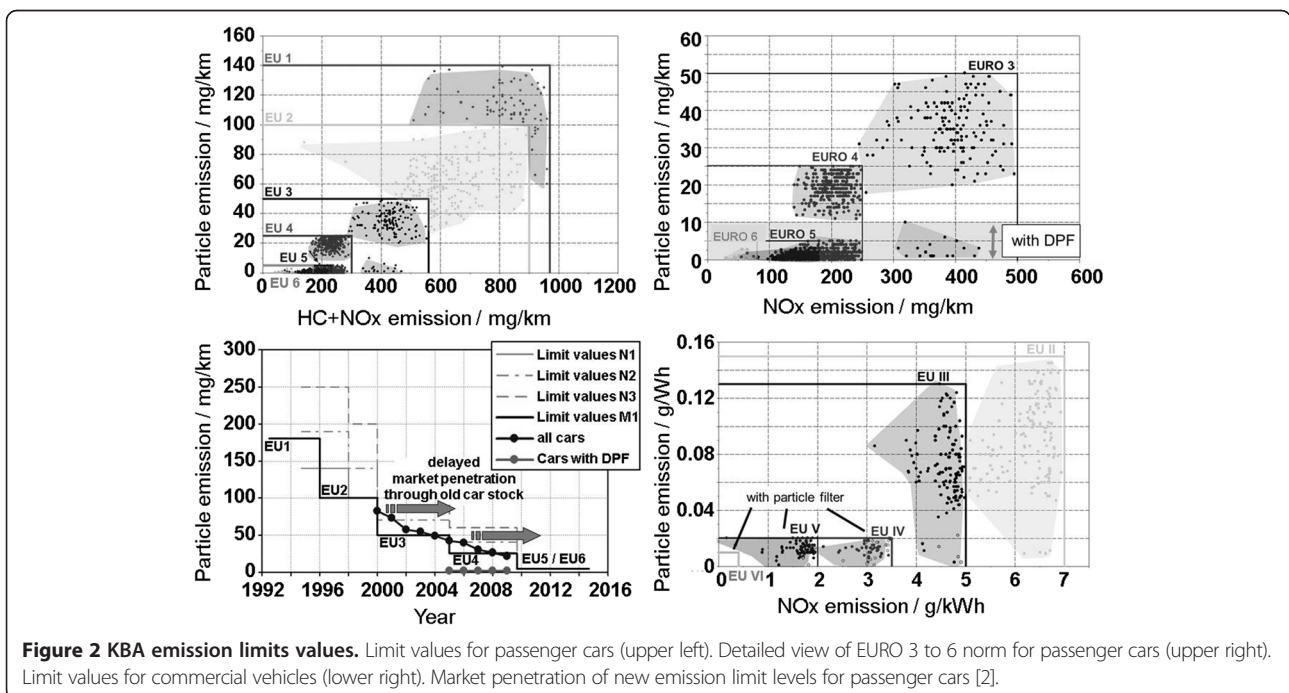 160
140
120
100
80
60
40
20
0
Particle emission / mg/km
EU 1
EU 2
EU 3
EU 4
EU 5
EU 6
0 200 400 600 800 1000 1200
HC+NOx emission / mg/km
60
50
40
30
20
10
0
Particle emission / mg/km
EURO 3
EURO 4
EURO 5
EURO 6
with DPF
0 100 200 300 400 500 600
NOx emission / mg/km
300
250
200
150
100
50
0
Particle emission / mg/km
Limit values N1
Limit values N2
Limit values N3
Limit values M1
all cars
Cars with DPF
EU1
EU2
EU3
EU4
EU5 / EU6
delayed
market penetration
through old car stock
1992 1996 2000 2004 2008 2012 2016
Year
0.16
0.12
0.08
0.04
0
Particle emission / g/Wh
EU II
EU III
with particle filter
EU V
EU IV
EU VI
0 1 2 3 4 5 6 7
NOx emission / g/kWh
Figure 2 KBA emission limits values. Limit values for passenger cars (upper left). Detailed view of EURO 3 to 6 norm for passenger cars (upper right).
Limit values for commercial vehicles (lower right). Market penetration of new emission limit levels for passenger cars [2].